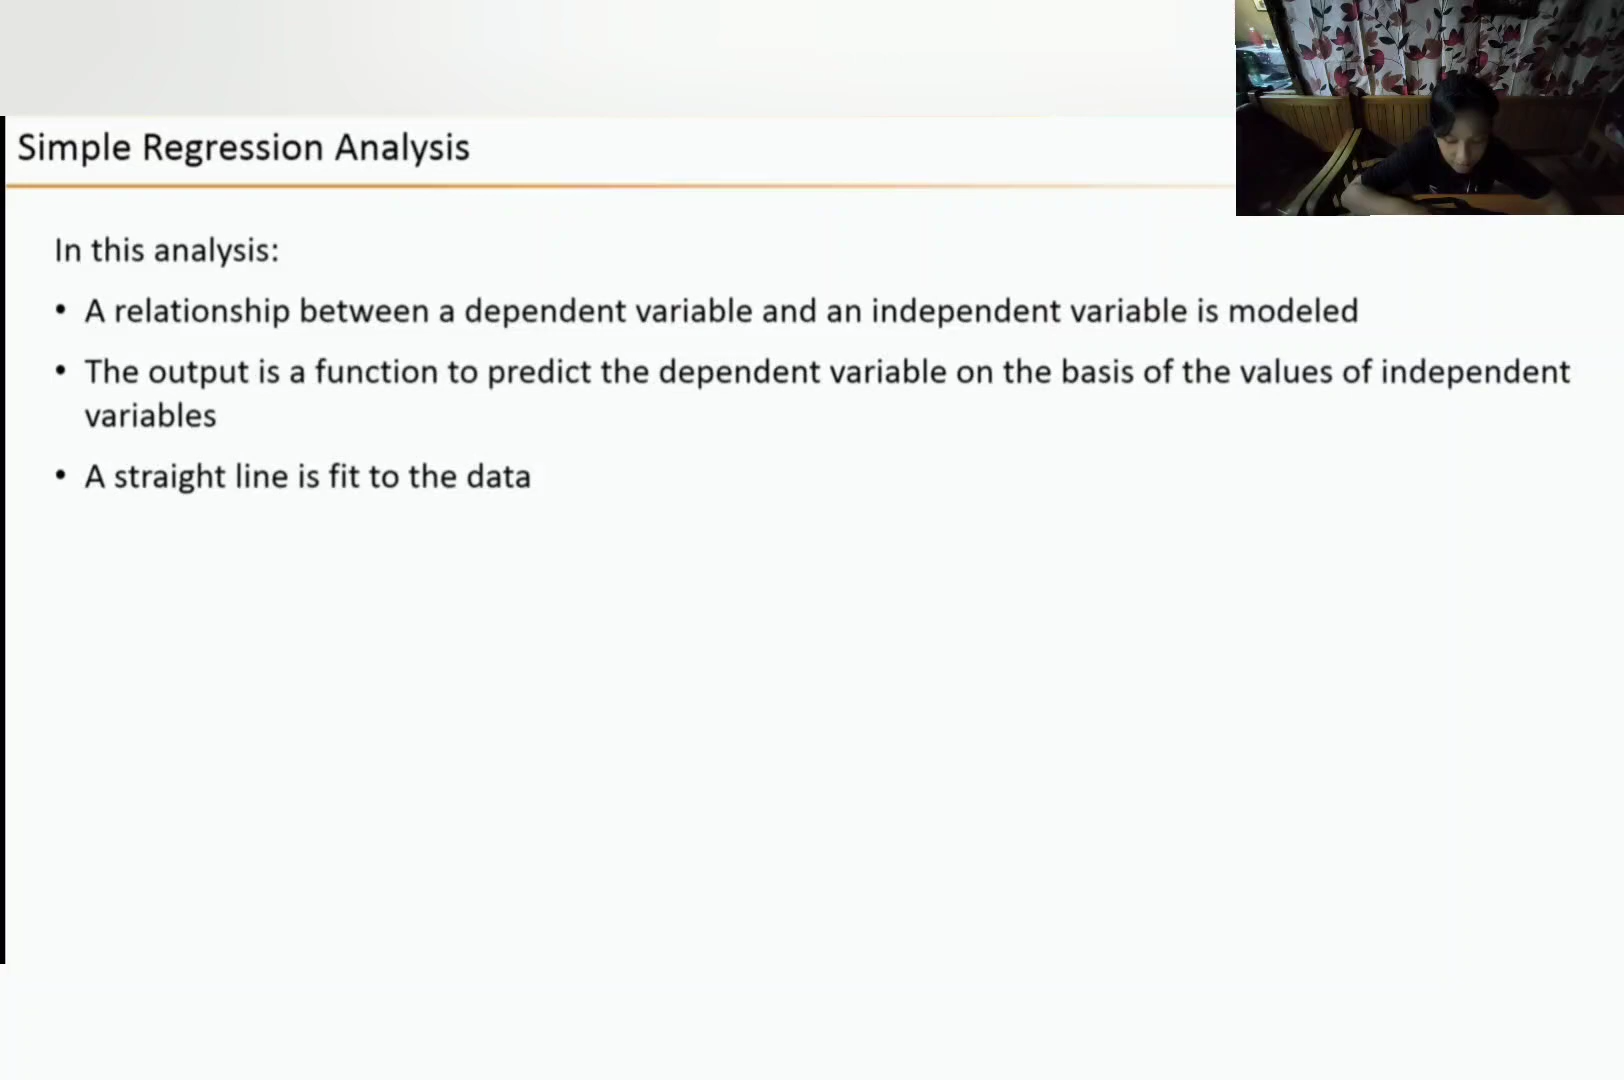 Simple Regression Analysis
In this analysis:
• A relationship between a dependent variable and an independent variable is modeled
• The output is a function to predict the dependent variable on the basis of the values of independent
variables
• A straight line is fit to the data